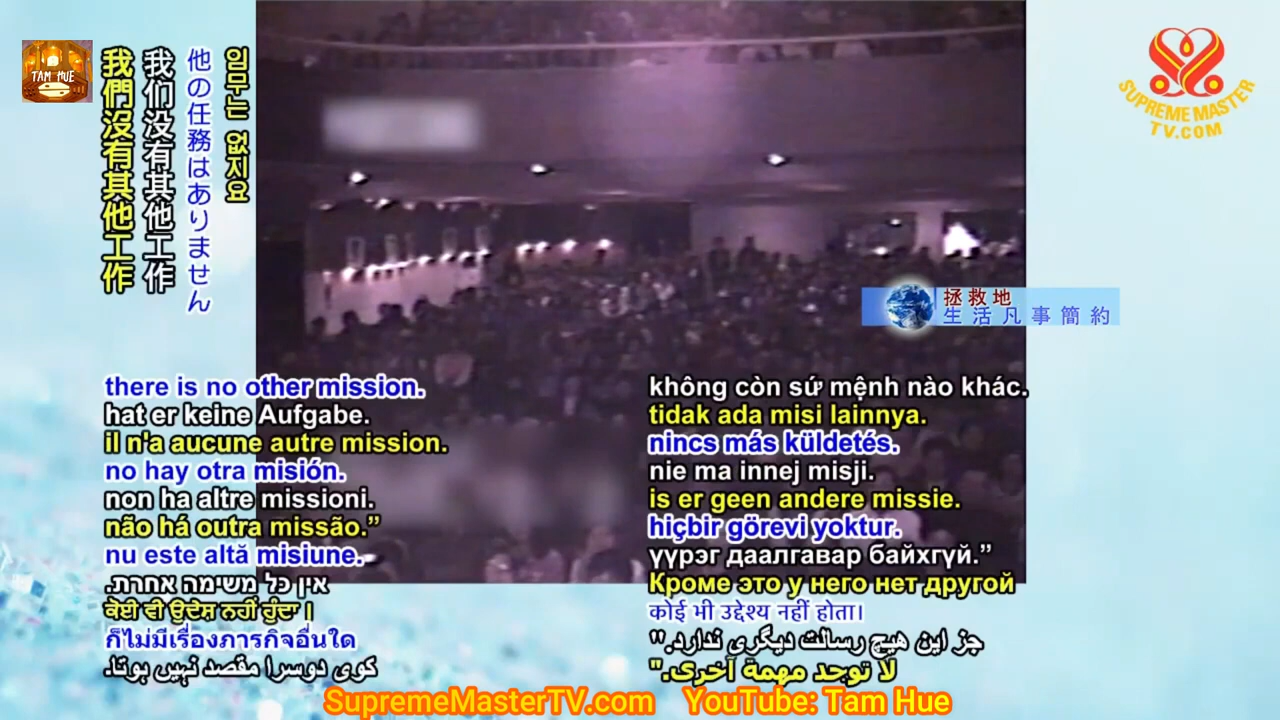 TAM HUE
我們沒有其他工作
我们没有其他工作
他の任務はありません
임무는 없지요
SUPREME MASTER
TV.COM
拯救地
生活凡事簡約
there is no other mission.
hat er keine Aufgabe.
il n'a aucune autre mission.
no hay otra misión.
non ha altre missioni.
não há outra missão.”
nu este altă misiune.
אין כל משימה אחרת.
ਕੋਈ ਵੀ ਉਦੇਸ਼ ਨਹੀਂ ਹੁੰਦਾ।
ก็ไม่มีเรื่องภารกิจอื่นใด
کوی دوسرا مقصد نہیں ہوتا.
không còn sứ mệnh nào khác.
tidak ada misi lainnya.
nincs más küldetés.
nie ma innej misji.
is er geen andere missie.
hiçbir görevi yoktur.
үүрэг даалгавар байхгүй.”
Кроме это у него нет другой
कोई भी उद्देश्य नहीं होता।
جز این هیچ رسالت دیگری ندارد."
لا توجد مهمة أخرى."
SupremeMasterTV.com YouTube: Tam Hue